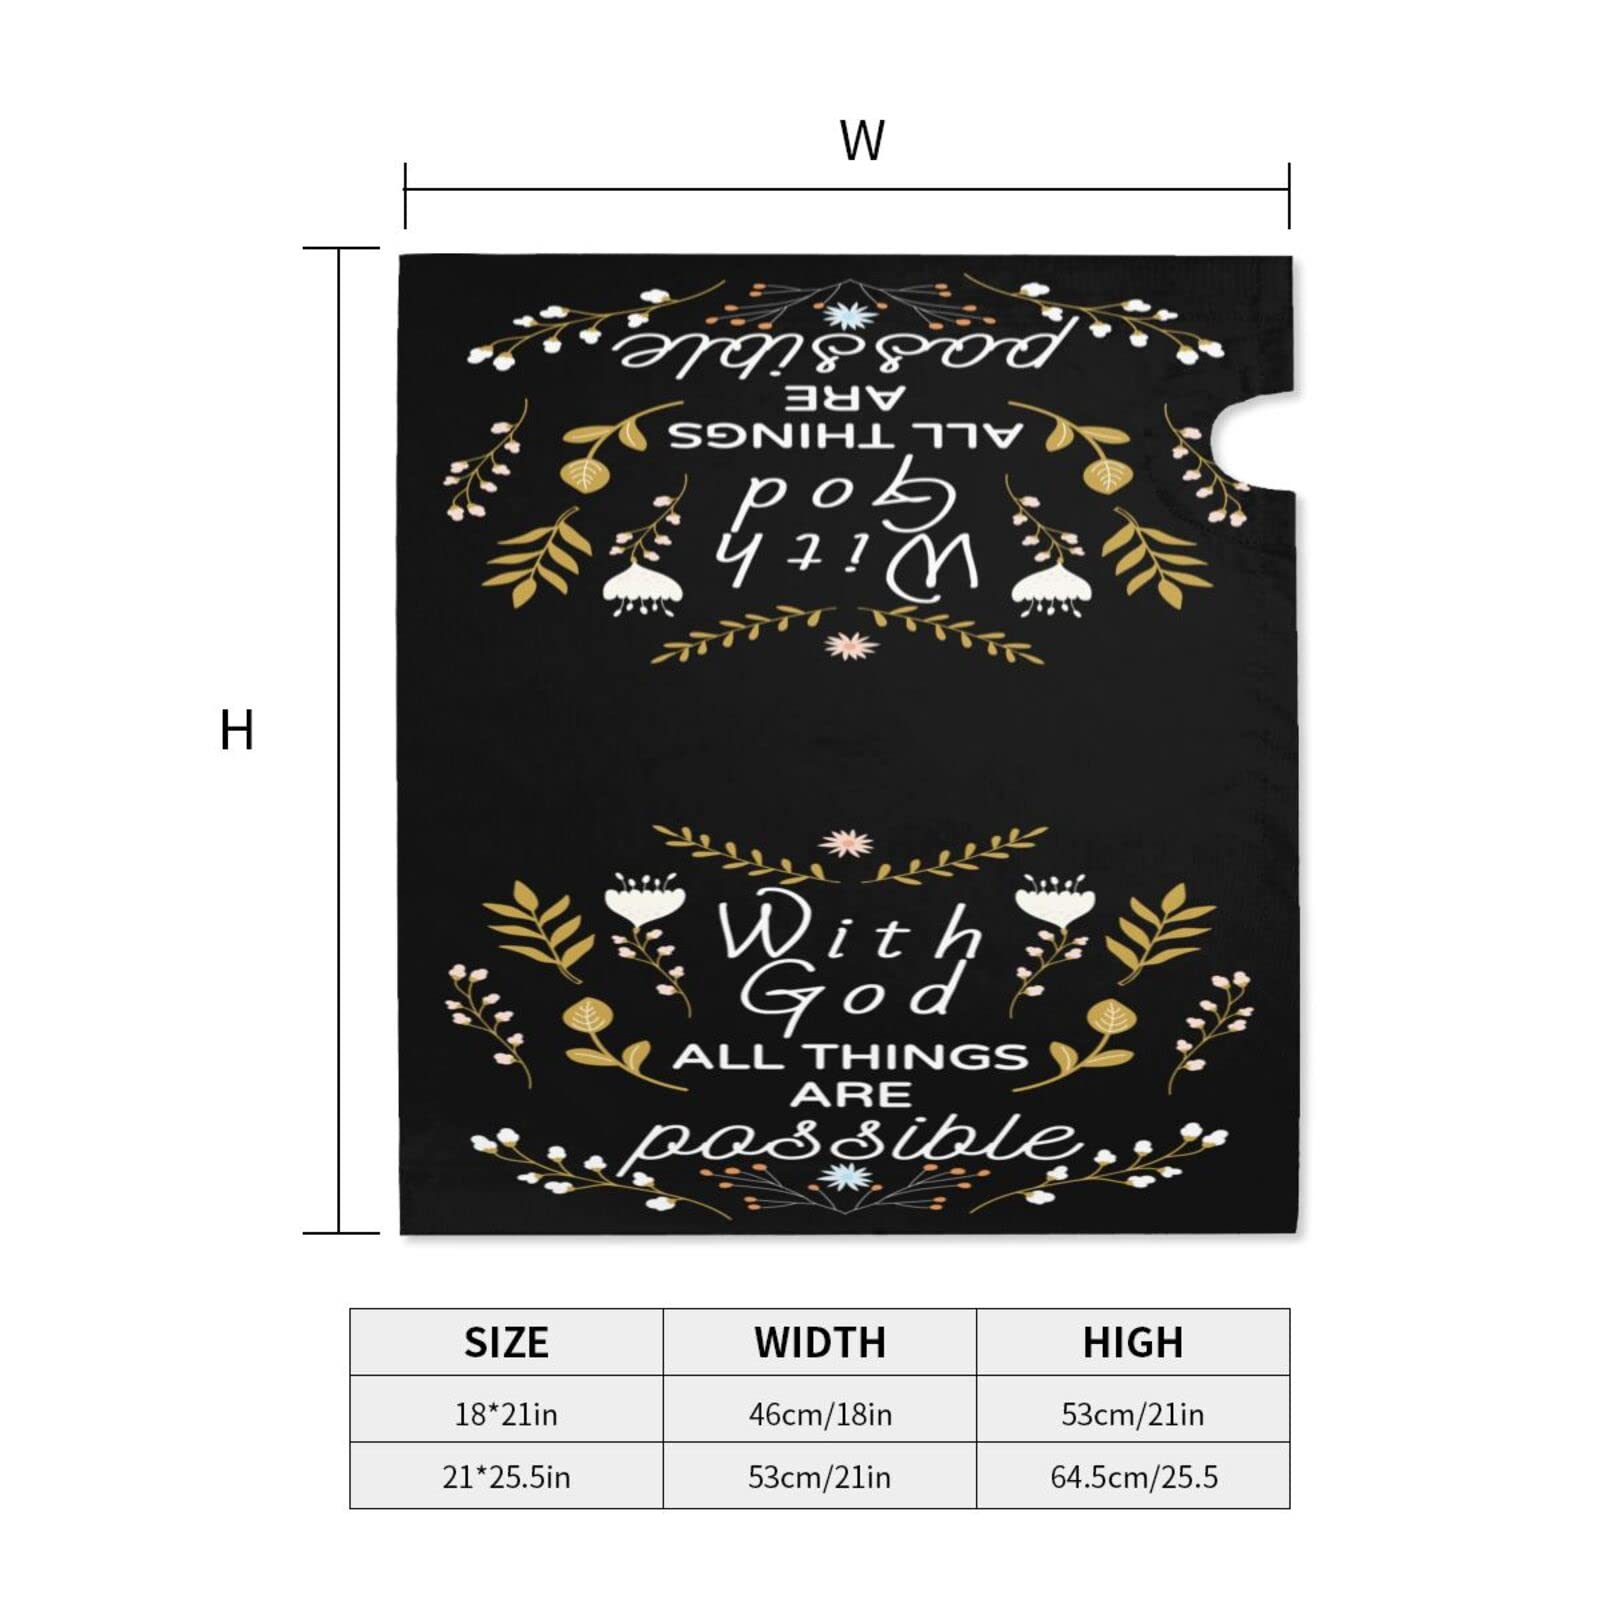 W
H
possible
ARE
ALL THINGS
God
With
With
God
ALL THINGS
ARE
possible
SIZE WIDTH HIGH
18*21in 46cm/18in 53cm/21in
21*25.5in 53cm/21in 64.5cm/25.5